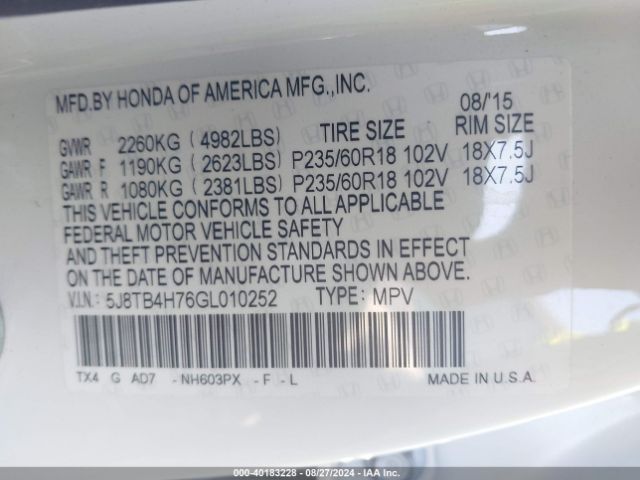 MFD.BY HONDA OF AMERICA MFG.,INC.
08/'15
TIRE SIZE RIM SIZE
GVWR 2260KG ( 4982LBS)
GAWR F 1190KG ( 2623LBS) P235/60R18 102V 18X7.5J
GAWR R 1080KG ( 2381LBS) P235/60R18 102V 18X7.5J
THIS VEHICLE CONFORMS TO ALL APPLICABLE
FEDERAL MOTOR VEHICLE SAFETY
AND THEFT PREVENTION STANDARDS IN EFFECT
ON THE DATE OF MANUFACTURE SHOWN ABOVE.
V.I.N.: 5J8TB4H76GL010252 TYPE: MPV
TX4 G AD7 -NH603PX -F -L MADE IN U.S.A.
000-40183228 - 08/27/2024 - IAA Inc.